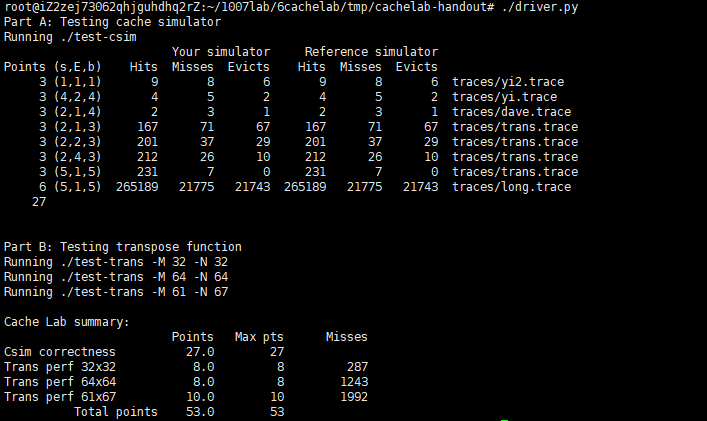 root@iZ2zej73062qhjguhdhq2rZ:~/1007lab/6cachelab/tmp/cachelab-handout# ./driver.py
Part A: Testing cache simulator
Running ./test-csim
                        Your simulator     Reference simulator
Points (s,E,b)    Hits  Misses  Evicts    Hits  Misses  Evicts
     3 (1,1,1)       9       8       6       9       8       6  traces/yi2.trace
     3 (4,2,4)       4       5       2       4       5       2  traces/yi.trace
     3 (2,1,4)       2       3       1       2       3       1  traces/dave.trace
     3 (2,1,3)     167      71      67     167      71      67  traces/trans.trace
     3 (2,2,3)     201      37      29     201      37      29  traces/trans.trace
     3 (2,4,3)     212      26      10     212      26      10  traces/trans.trace
     3 (5,1,5)     231       7       0     231       7       0  traces/trans.trace
     6 (5,1,5)  265189   21775   21743  265189   21775   21743  traces/long.trace
    27
Part B: Testing transpose function
Running ./test-trans -M 32 -N 32
Running ./test-trans -M 64 -N 64
Running ./test-trans -M 61 -N 67
Cache Lab summary:
                        Points   Max pts      Misses
Csim correctness          27.0        27
Trans perf 32x32           8.0         8         287
Trans perf 64x64           8.0         8        1243
Trans perf 61x67          10.0        10        1992
          Total points    53.0        53